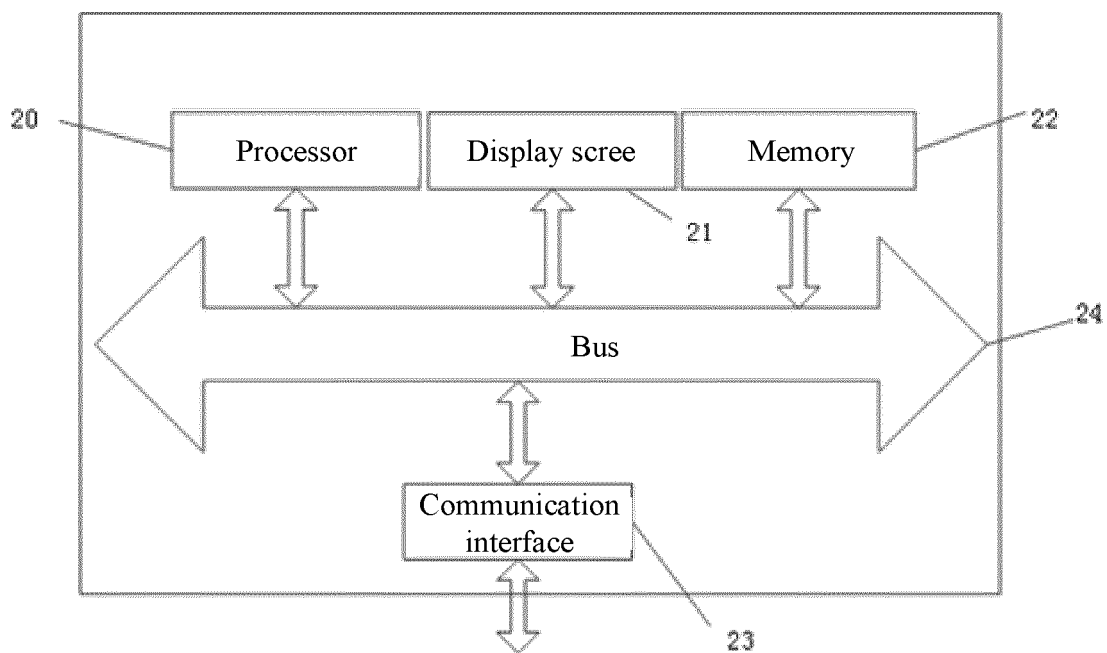 20
Processor
Display scree
Memory
22
21
24
Bus
Communication
interface
23